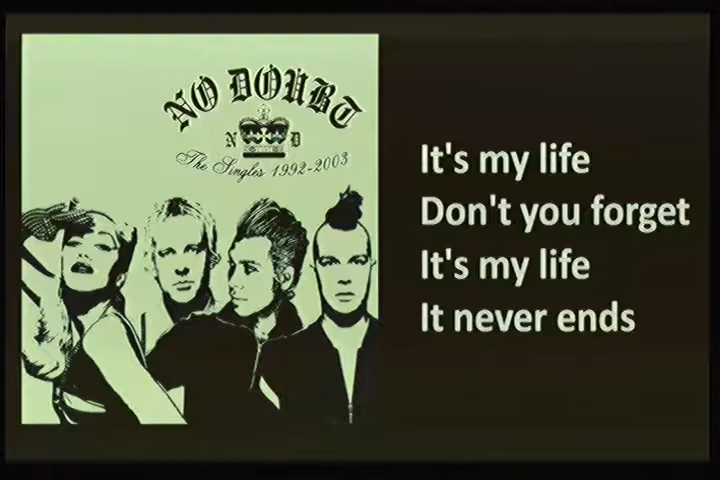 NO DOUBT
N D
The Singles 1992-2003
It's my life
Don't you forget
It's my life
It never ends